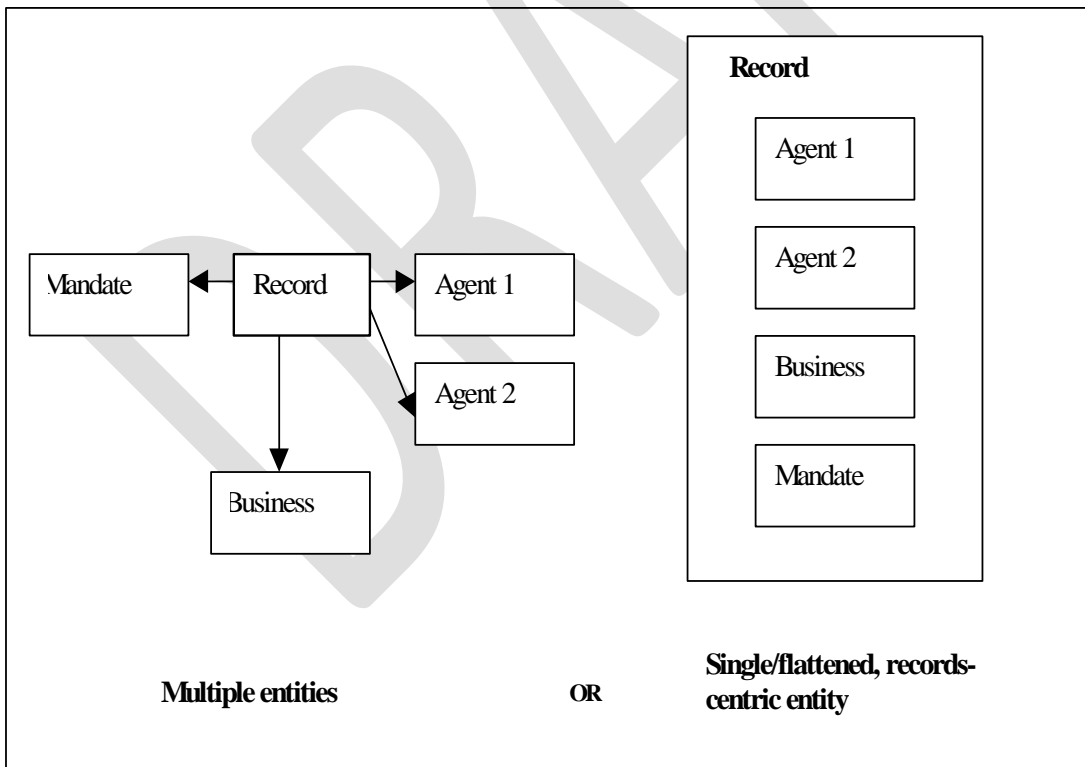 Mandate
Record
Agent 1
Agent 2
Business
Record
Agent 1
Agent 2
Business
Mandate
Multiple entities
OR
Single/flattened, records-
centric entity